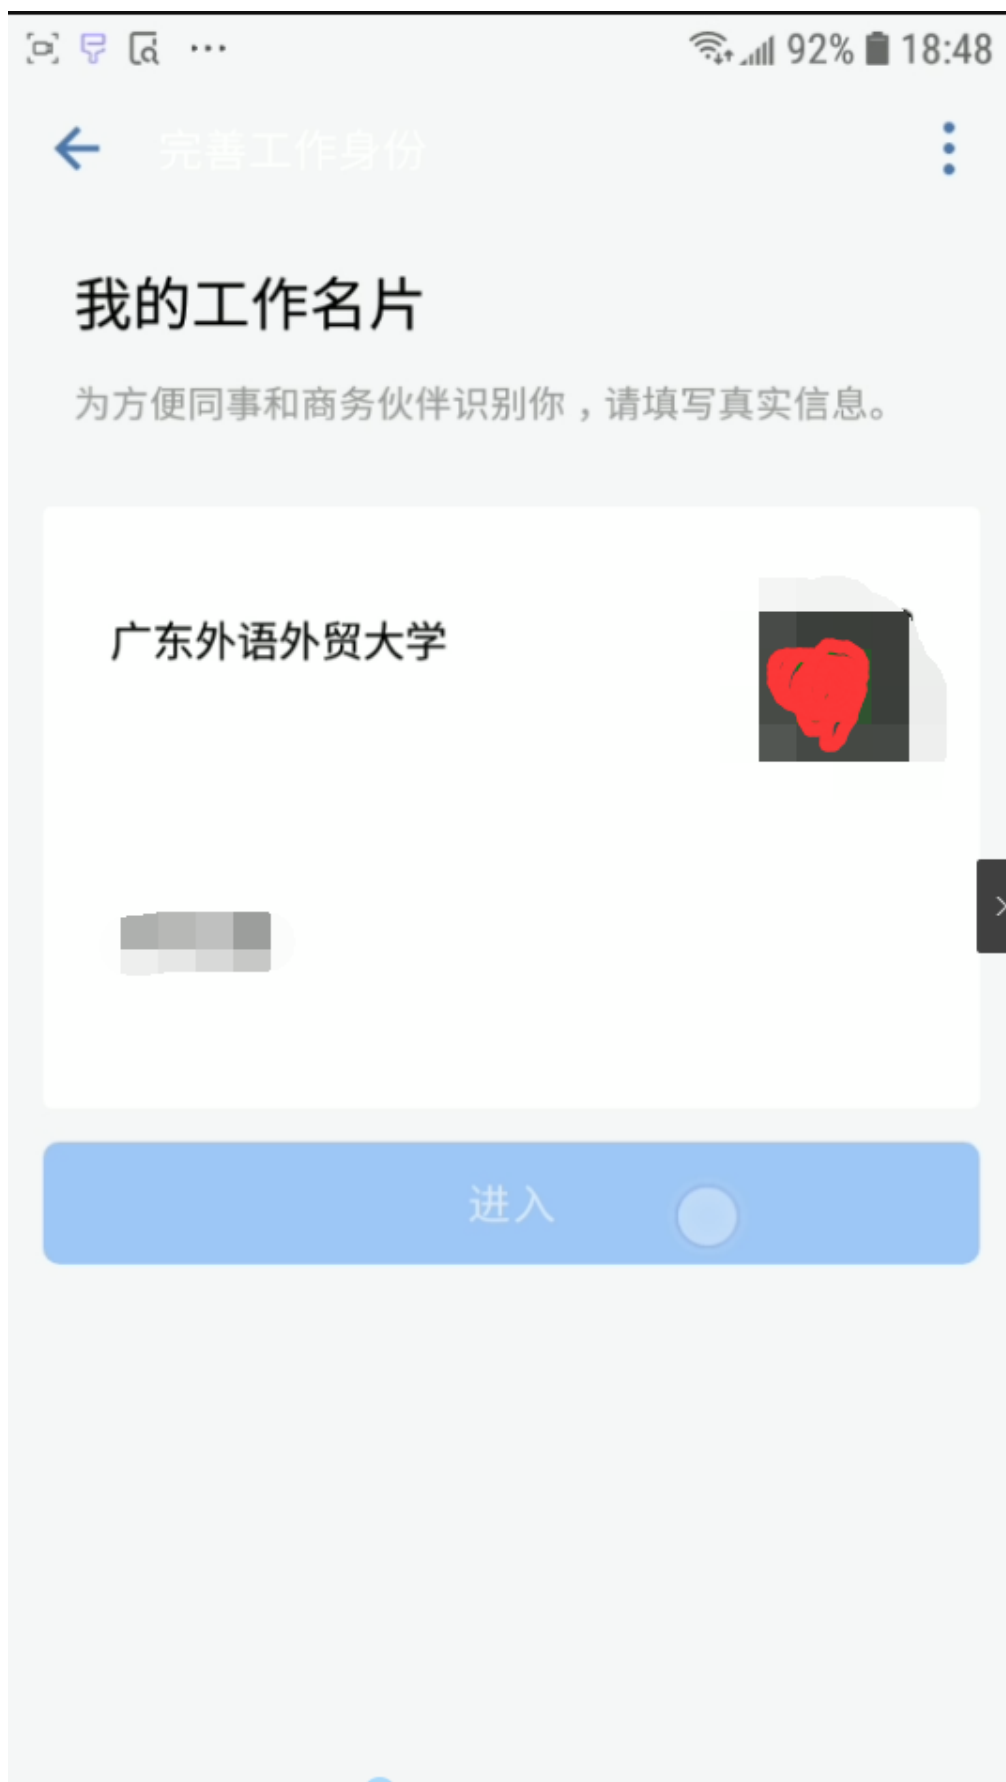 92% 18:48
完善工作身份
我的工作名片
为方便同事和商务伙伴识别你，请填写真实信息。
广东外语外贸大学
进入